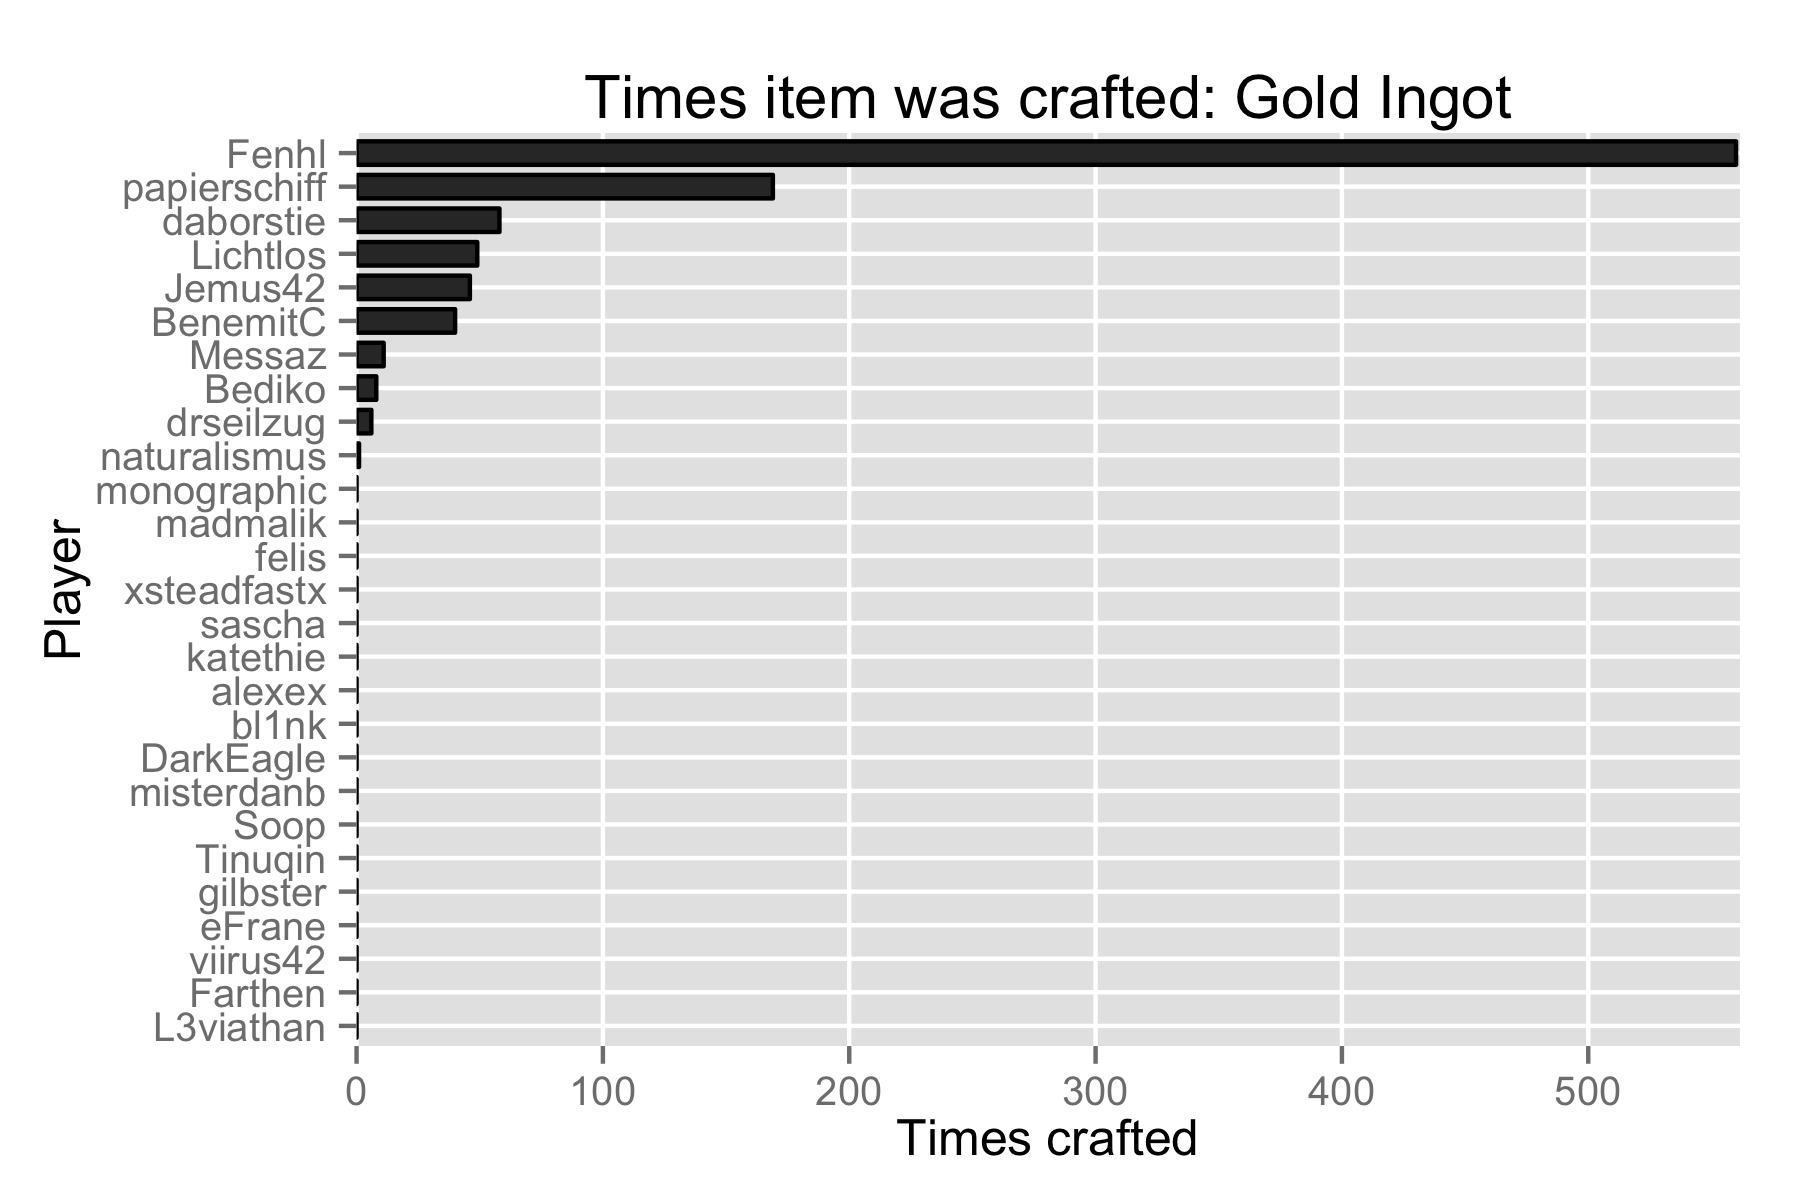 Times item was crafted: Gold Ingot
Fenhl
papierschiff
daborstie
Lichtlos
Jemus42
BenemitC
Messaz
Bediko
drseilzug
naturalismus
monographic
madmalik
felis
xsteadfastx
sascha
katethie
alexex
bl1nk
DarkEagle
misterdanb
Soop
Tinuqin
gilbster
eFrane
viirus42
Farthen
L3viathan
Player
0 100 200 300 400 500
Times crafted